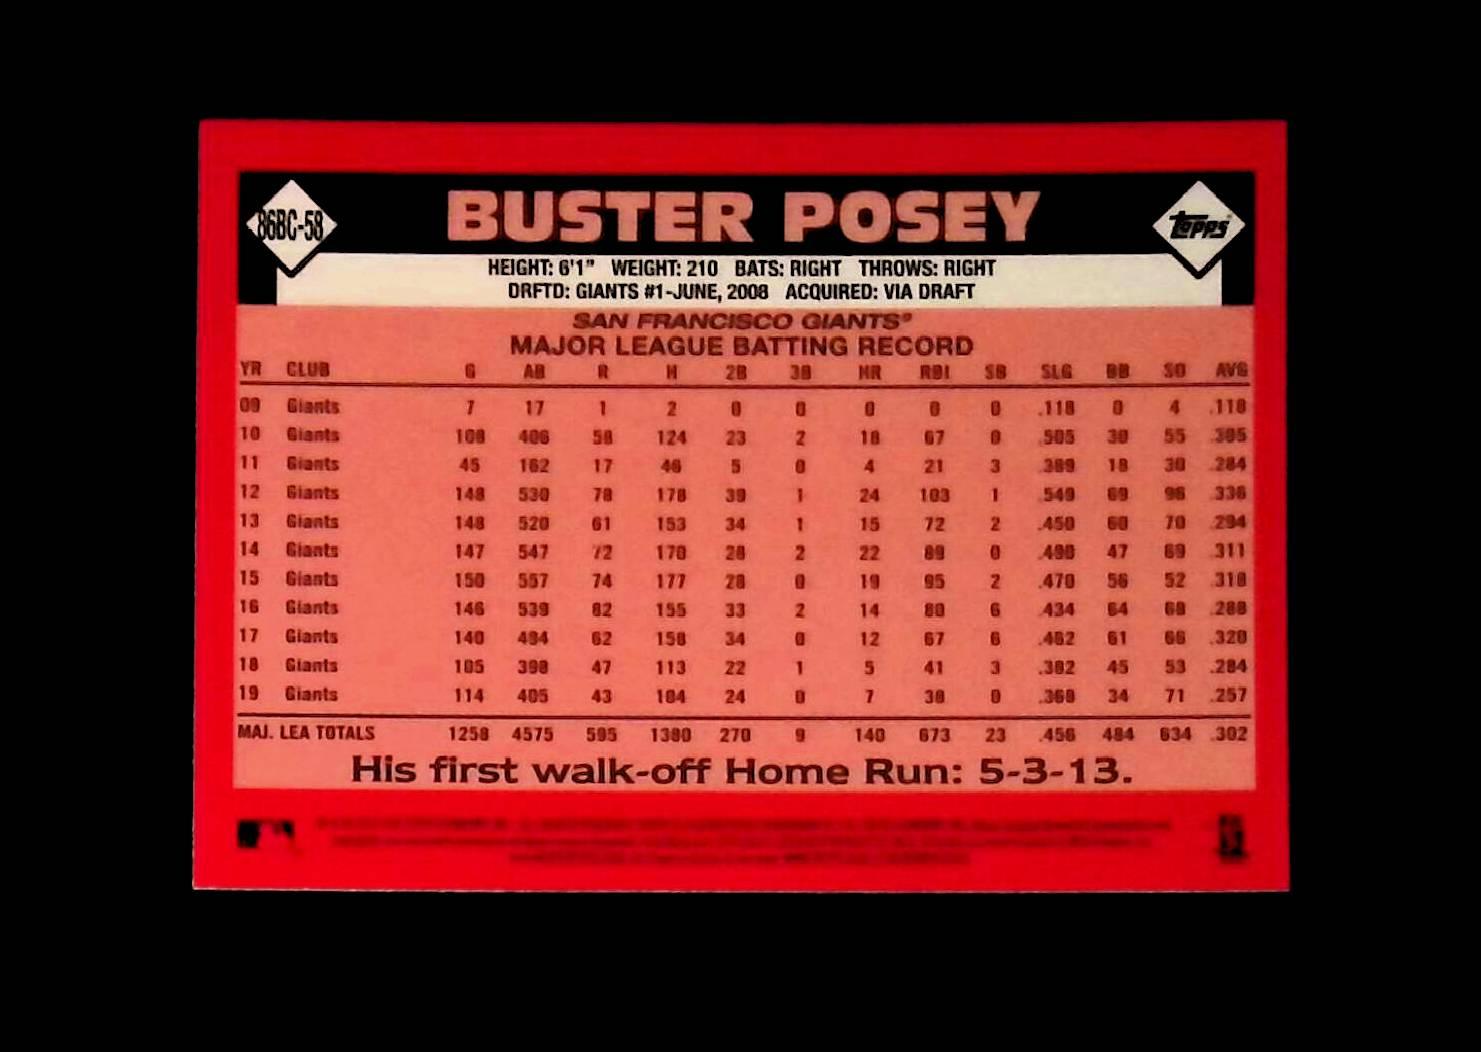 86BC-58 BUSTER POSEY Topps
HEIGHT: 6'1" WEIGHT: 210 BATS: RIGHT THROWS: RIGHT
DRFTD: GIANTS #1-JUNE, 2008 ACQUIRED: VIA DRAFT
SAN FRANCISCO GIANTS®
MAJOR LEAGUE BATTING RECORD
YR CLUB G AB R H 2B 3B HR RBI SB SLG BB SO AVG
09 Giants 7 17 1 2 0 0 0 0 0 .118 0 4 .118
10 Giants 108 406 58 124 23 2 18 67 0 .505 30 55 .305
11 Giants 45 162 17 46 5 0 4 21 3 .389 18 30 .284
12 Giants 148 530 78 178 39 1 24 103 1 .549 69 96 .336
13 Giants 148 520 61 153 34 1 15 72 2 .450 60 70 .294
14 Giants 147 547 72 170 28 2 22 89 0 .490 47 69 .311
15 Giants 150 557 74 177 28 0 19 95 2 .470 56 52 .318
16 Giants 146 539 82 155 33 2 14 80 6 .434 64 68 .288
17 Giants 140 494 62 158 34 0 12 67 6 .462 61 66 .320
18 Giants 105 398 47 113 22 1 5 41 3 .382 45 53 .284
19 Giants 114 405 43 104 24 0 7 38 0 .368 34 71 .257
MAJ. LEA TOTALS 1258 4575 595 1380 270 9 140 673 23 .456 484 634 .302
His first walk-off Home Run: 5-3-13.